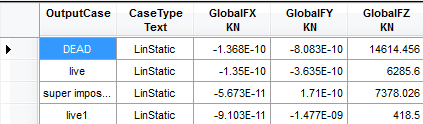 OutputCase CaseType GlobalFX GlobalFY GlobalFZ
Text KN KN KN
DEAD LinStatic -1.368E-10 -8.083E-10 14614.456
live LinStatic -1.35E-10 -3.635E-10 6285.6
super impos... LinStatic -5.673E-11 1.71E-10 7378.026
live1 LinStatic -9.103E-11 -1.477E-09 418.5